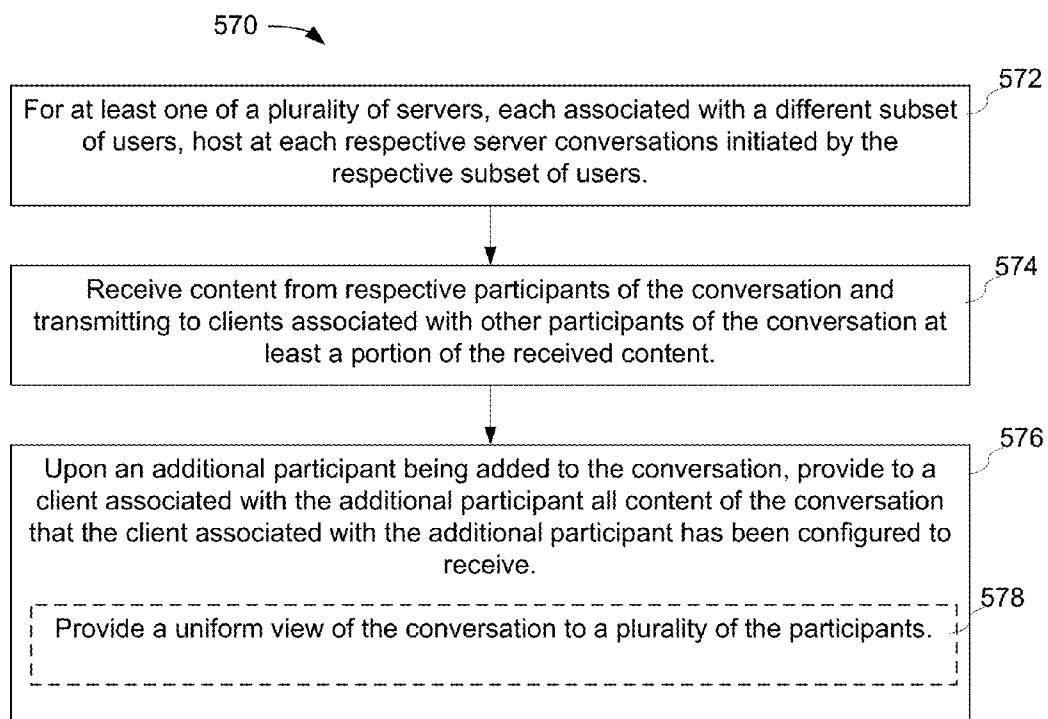 570
572
For at least one of a plurality of servers, each associated with a different subset
of users, host at each respective server conversations initiated by the
respective subset of users.
574
Receive content from respective participants of the conversation and
transmitting to clients associated with other participants of the conversation at
least a portion of the received content.
576
Upon an additional participant being added to the conversation, provide to a
client associated with the additional participant all content of the conversation
that the client associated with the additional participant has been configured to
receive.
578
Provide a uniform view of the conversation to a plurality of the participants.